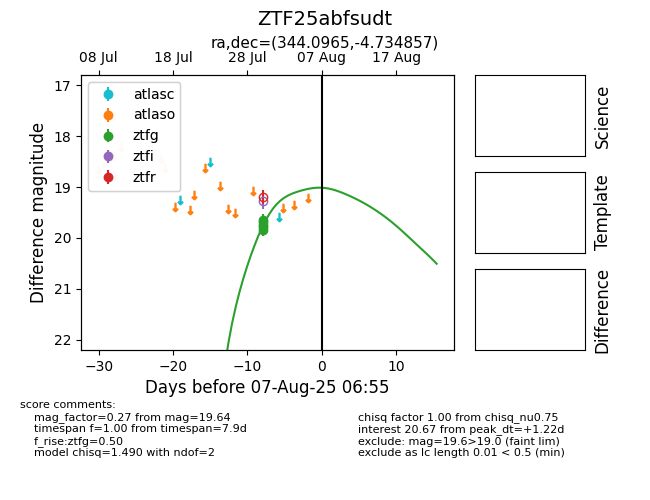 ZTF25abfsudt
ra,dec=(344.0965,-4.734857)
08 Jul 18 Jul 28 Jul 07 Aug 17 Aug
17
18
19
20
21
22
Difference magnitude
atlasc
atlaso
ztfg
ztfi
ztfr
−30 −20 −10 0 10
Days before 07-Aug-25 06:55
Science
Template
Difference
score comments:
mag_factor=0.27 from mag=19.64
timespan f=1.00 from timespan=7.9d
f_rise:ztfg=0.50
model chisq=1.490 with ndof=2
chisq factor 1.00 from chisq_nu0.75
interest 20.67 from peak_dt=+1.22d
exclude: mag=19.6>19.0 (faint lim)
exclude as lc length 0.01 < 0.5 (min)